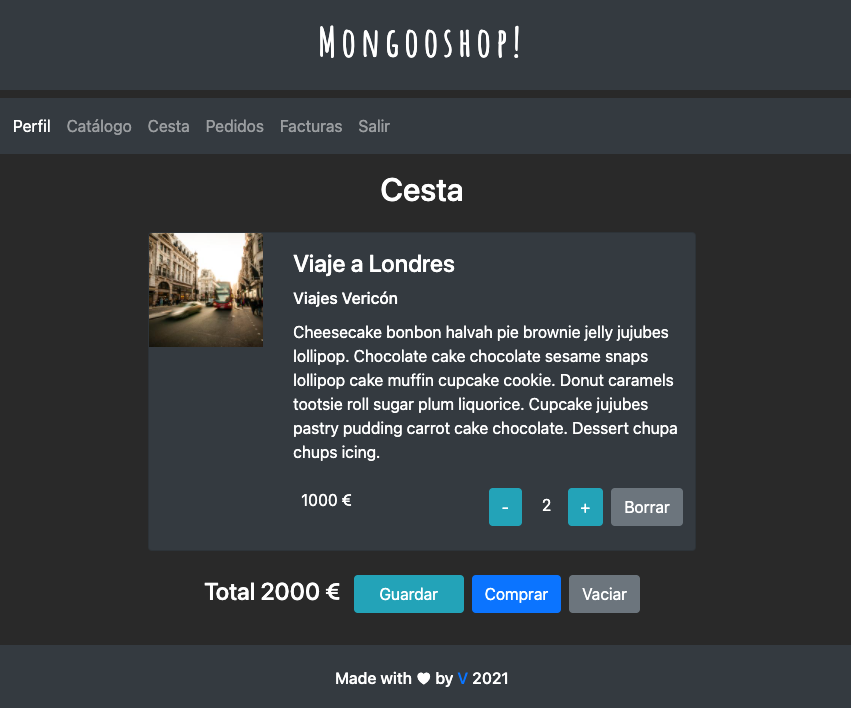 Mongooshop!
Perfil Catálogo Cesta Pedidos Facturas Salir
Cesta
Viaje a Londres
Viajes Vericón
Cheesecake bonbon halvah pie brownie jelly jujubes
lollipop. Chocolate cake chocolate sesame snaps
lollipop cake muffin cupcake cookie. Donut caramels
tootsie roll sugar plum liquorice. Cupcake jujubes
pastry pudding carrot cake chocolate. Dessert chupa
chups icing.
1000 € - 2 + Borrar
Total 2000 € Guardar Comprar Vaciar
Made with ♥ by V 2021